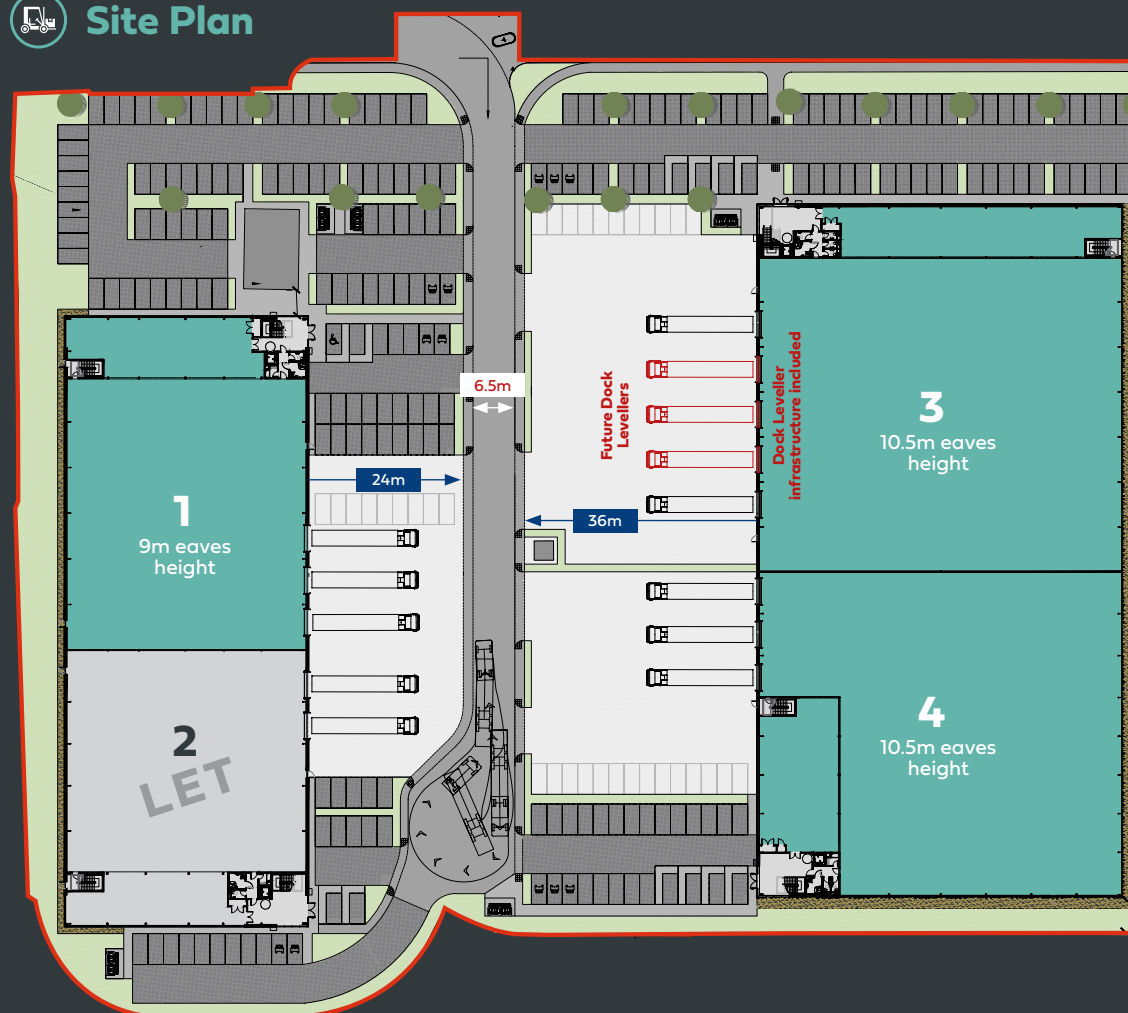 Site Plan
6.5m
Future Dock
Levellers
Dock Leveller
infrastructure included
3
10.5m eaves
height
24m
36m
1
9m eaves
height
2
LET
4
10.5m eaves
height